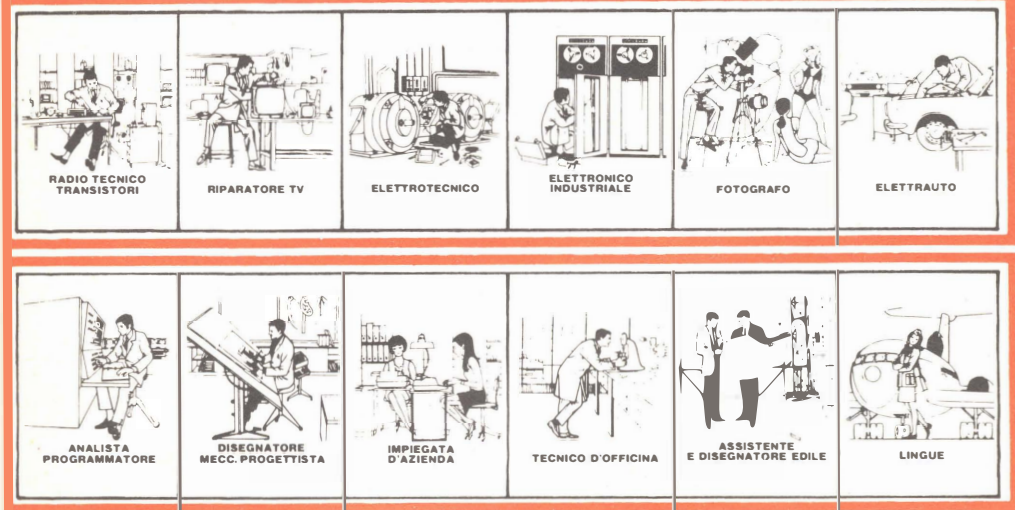 RADIO TECNICO
TRANSISTORI
RIPARATORE TV
ELETTROTECNICO
ELETTRONICO
INDUSTRIALE
FOTOGRAFO
ELETTRAUTO
ANALISTA
PROGRAMMATORE
DISEGNATORE
MECC. PROGETTISTA
IMPIEGATA
D'AZIENDA
TECNICO D'OFFICINA
ASSISTENTE
E DISEGNATORE EDILE
LINGUE